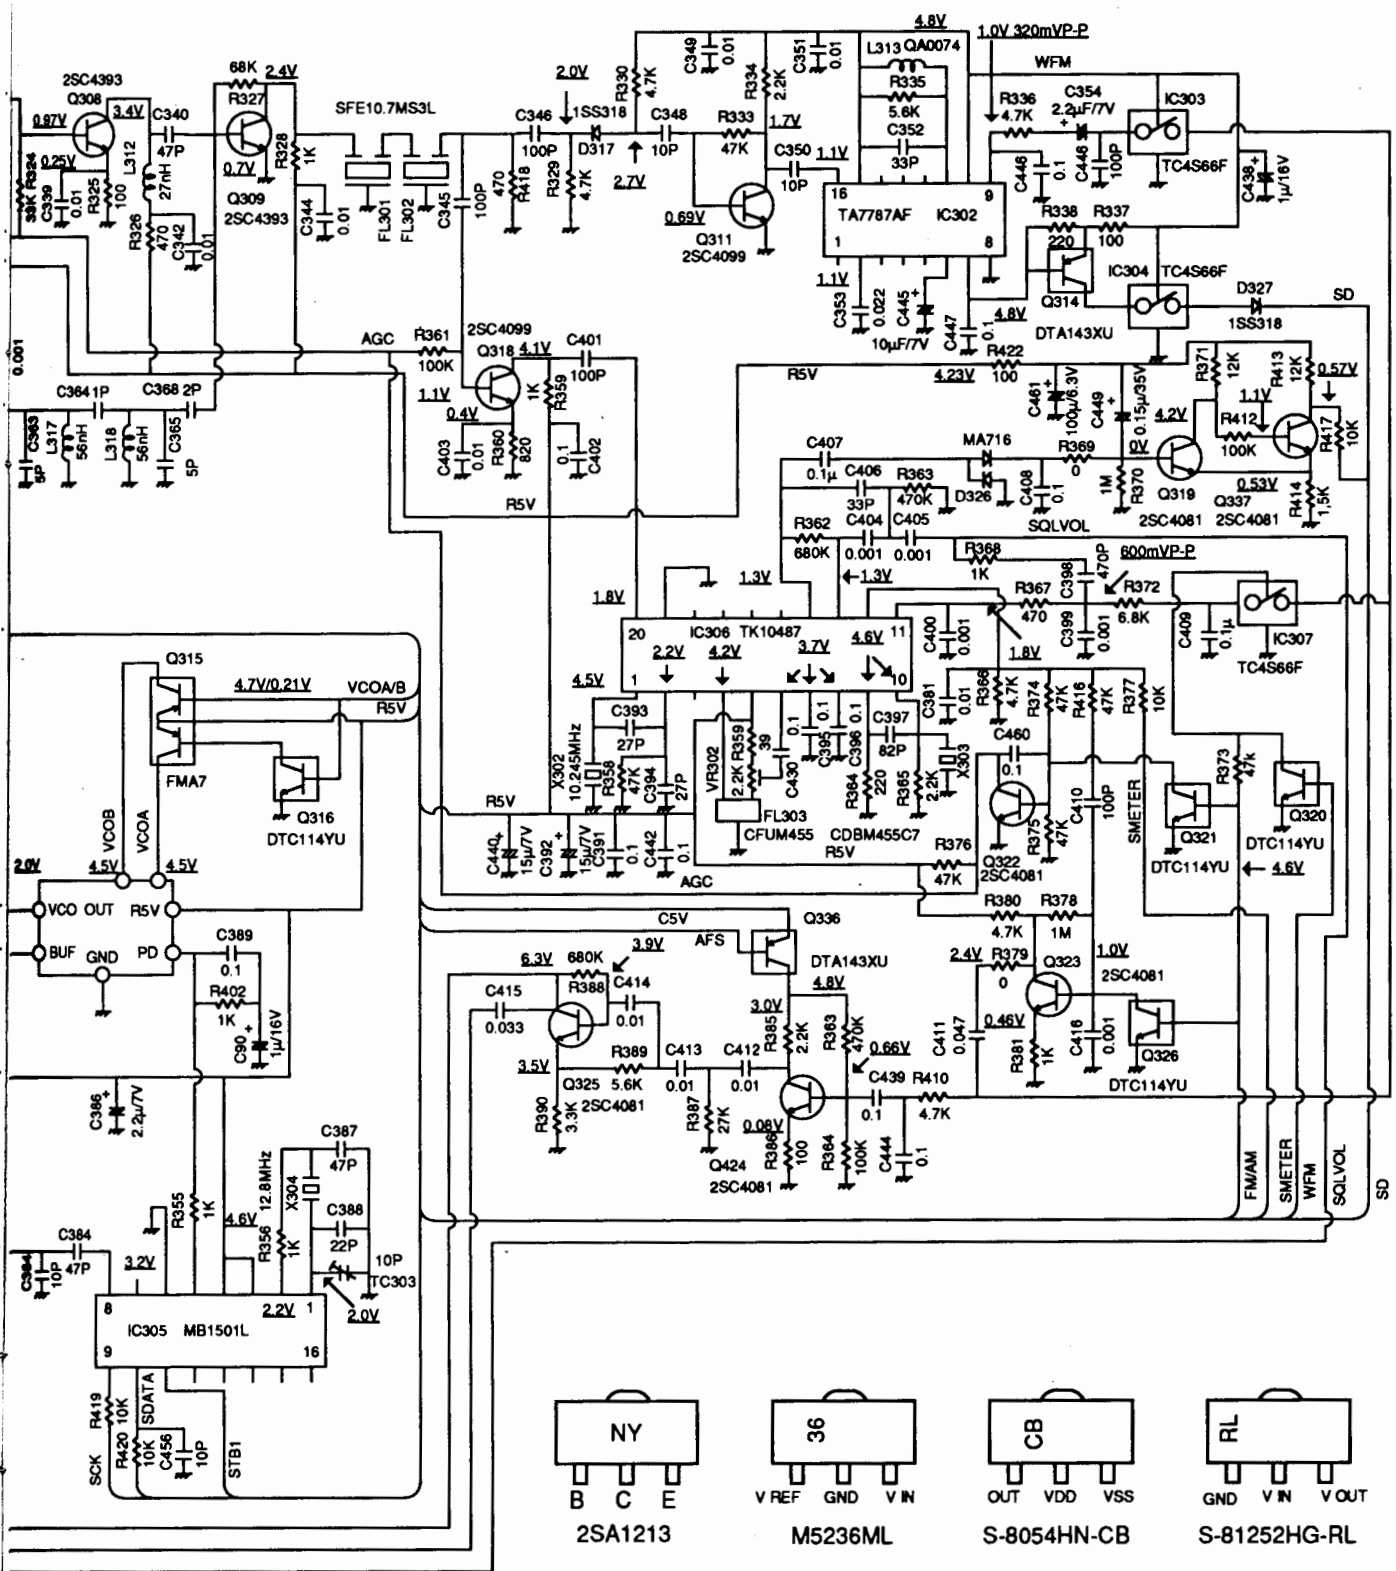 4.8V
1.0V 320mVP-P
L313 QA0074
WFM
2SC4393
68K
2.4V
C349
0.01
C351
0.01
R330
4.7K
R334
2.2K
R335
5.6K
C352
33P
R336
4.7K
C354
2.2µF/7V
IC303
Q308
R327
2.0V
3.4V
C340
47P
0.97V
L312
27nH
R328
1K
SFE10.7MS3L
C346
100P
1SS318
D317
C348
10P
R333
47K
1.7V
C350
10P
1.1V
C446
0.1
C446
100P
TC4S66F
C438
1µ/16V
0.25V
R324
33K
C339
0.01
R325
100
0.7V
Q309
2SC4393
470
R418
R329
4.7K
2.7V
16
9
TA7787AF IC302
1
8
R326
470
C342
0.01
C344
0.01
FL301
FL302
C345
100P
0.69V
Q311
2SC4099
R338
220
R337
100
IC304
TC4S66F
Q314
D327
1SS318
SD
1.1V
C353
0.022
C445
10µF/7V
C447
0.1
4.8V
DTA143XU
0.001
AGC
R361
100K
2SC4099
Q318
4.1V
C401
100P
R422
100
R5V
4.23V
R371
12K
R413
12K
0.57V
C364
1P
C368
2P
1.1V
0.4V
1K
R359
C461
100µ/6.3V
C449
0.15µ/35V
4.2V
1.1V
R412
100K
R417
10K
C363
5P
L317
56nH
L318
56nH
C365
5P
C403
0.01
R360
820
0.1
C402
C407
0.1µ
MA716
R369
0
0V
Q319
2SC4081
Q337
2SC4081
0.53V
R414
1,5K
C406
33P
R363
470K
D326
C408
0.1
1M
R370
R5V
SQLVOL
R362
680K
C404
0.001
C405
0.001
R368
1K
C398
470P
600mVP-P
1.3V
1.3V
R367
470
R372
6.8K
1.8V
20
IC306 TK10487
11
C400
0.001
C399
0.001
C409
0.1µ
IC307
TC4S66F
Q315
2.2V
4.2V
3.7V
4.6V
1.8V
4.7V/0.21V
VCOA/B
R5V
4.5V
1
10
C381
0.01
R366
4.7K
R374
47K
R416
47K
R377
10K
C393
27P
R359
39
0.1
C430
0.1
C395
0.1
C396
C397
82P
C460
0.1
X302
10.245MHz
R358
47K
C394
27P
VR302
2.2K
R364
220
R365
2.2K
X303
R373
47k
FMA7
Q316
DTC114YU
FL303
CFUM455
CDBM455C7
C410
100P
SMETER
Q321
DTC114YU
Q320
DTC114YU
VCOB
VCOA
R5V
C440
15µ/7V
C392
15µ/7V
C391
0.1
C442
0.1
R5V
R376
47K
Q322
2SC4081
R375
47K
4.6V
2.0V
4.5V
4.5V
AGC
VCO OUT
R5V
BUF
GND
PD
C389
0.1
R402
1K
C90
1µ/16V
C5V
AFS
Q336
DTA143XU
R380
4.7K
R378
1M
3.9V
6.3V
680K
R388
C415
0.033
C414
0.01
4.8V
3.0V
2.4V
R379
0
Q323
1.0V
2SC4081
R385
2.2K
R363
470K
C411
0.047
0.46V
R381
1K
C416
0.001
Q326
DTC114YU
3.5V
R389
5.6K
C413
0.01
C412
0.01
0.66V
Q325
2SC4081
C439
0.1
R410
4.7K
C386
2.2µ/7V
R390
3.3K
R387
27K
0.08V
R386
100
R364
100K
C444
0.1
Q424
2SC4081
C387
47P
12.8MHz
X304
R355
1K
C388
22P
4.6V
R356
1K
FM/AM
SMETER
WFM
SQLVOL
SD
C384
47P
C364
10P
3.2V
10P
TC303
2.0V
8
2.2V
1
IC305 MB1501L
9
16
R419
10K
SDATA
SCK
R420
10K
C456
10P
STB1
NY
36
CB
RL
B C E
V REF GND V IN
OUT VDD VSS
GND V IN V OUT
2SA1213
M5236ML
S-8054HN-CB
S-81252HG-RL